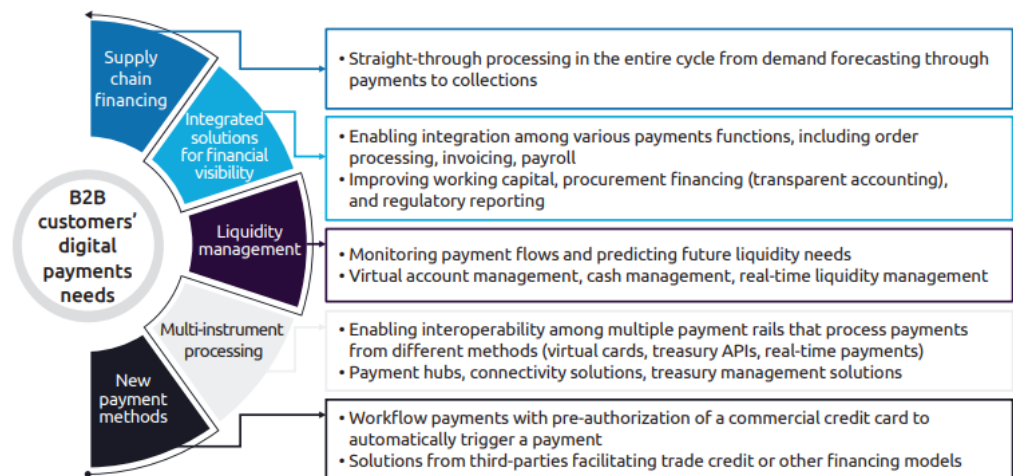 B2B
customers’
digital
payments
needs
Supply
chain
financing
• Straight-through processing in the entire cycle from demand forecasting through
payments to collections
Integrated
solutions
for financial
visibility
• Enabling integration among various payments functions, including order
processing, invoicing, payroll
• Improving working capital, procurement financing (transparent accounting),
and regulatory reporting
Liquidity
management
• Monitoring payment flows and predicting future liquidity needs
• Virtual account management, cash management, real-time liquidity management
Multi-instrument
processing
• Enabling interoperability among multiple payment rails that process payments
from different methods (virtual cards, treasury APIs, real-time payments)
• Payment hubs, connectivity solutions, treasury management solutions
New
payment
methods
• Workflow payments with pre-authorization of a commercial credit card to
automatically trigger a payment
• Solutions from third-parties facilitating trade credit or other financing models